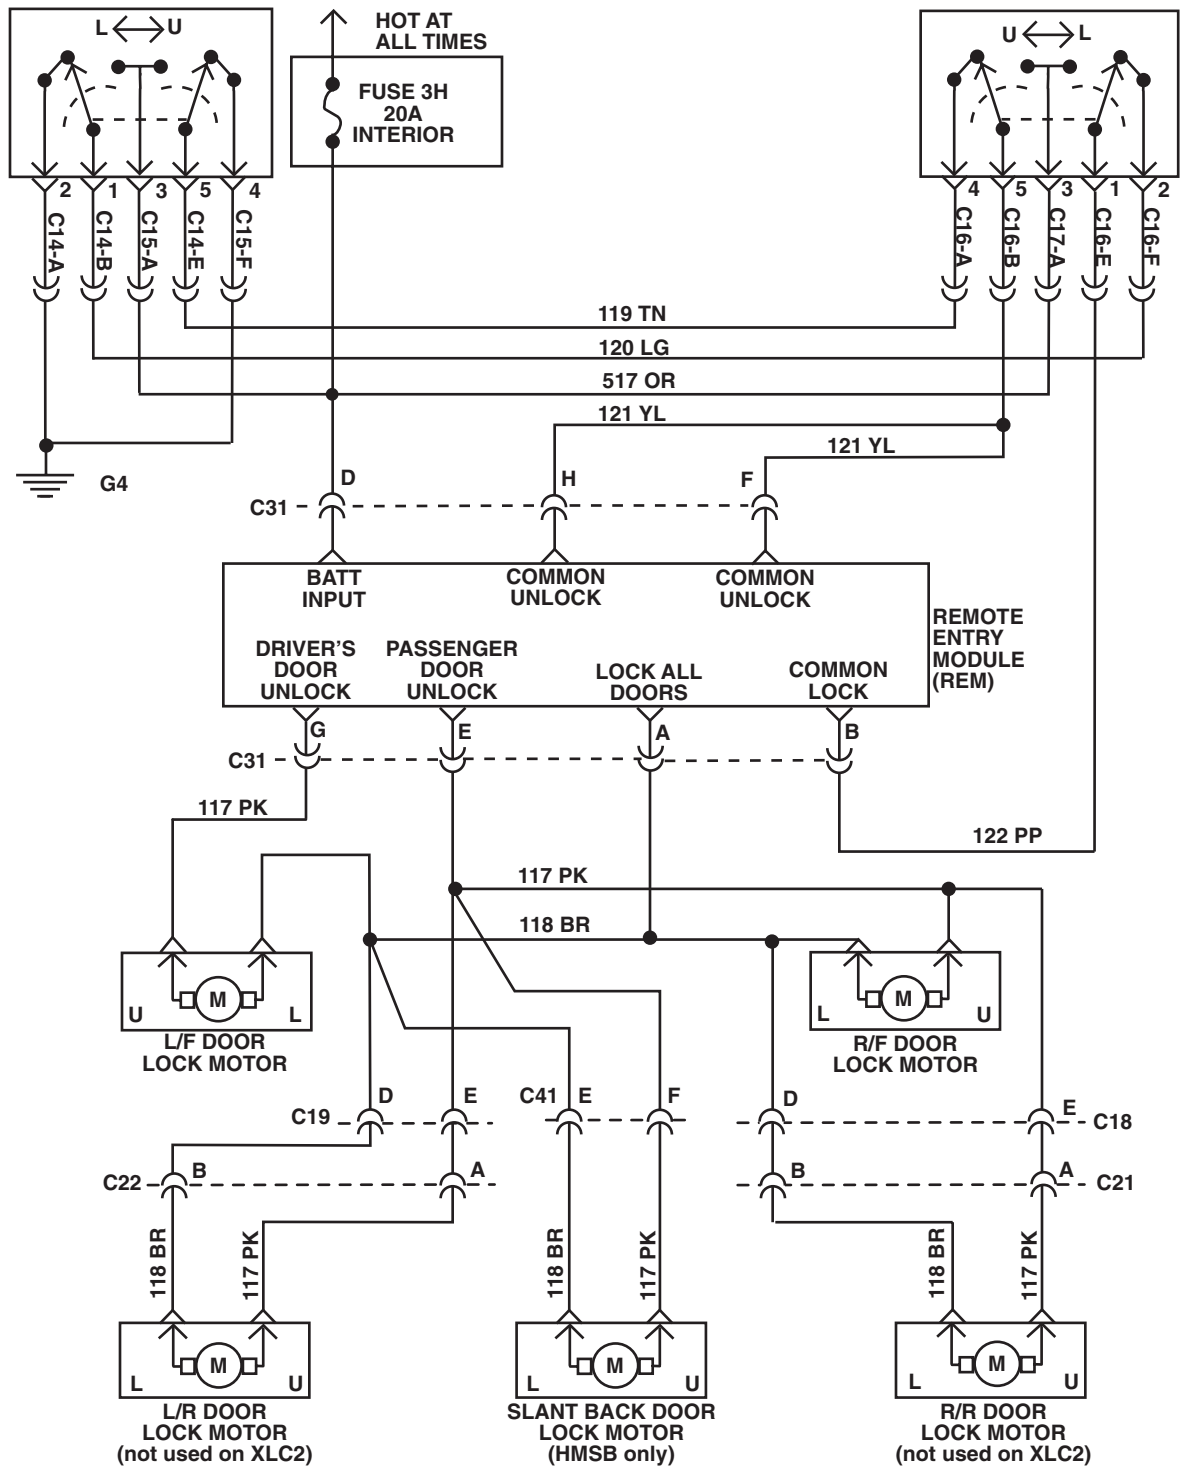 L U
HOT AT
ALL TIMES
FUSE 3H
20A
INTERIOR
U L
2 1 3 5 4
4 5 3 1 2
C14-A C14-B C15-A C14-E C15-F
C16-A C16-B C17-A C16-E C16-F
119 TN
120 LG
517 OR
121 YL
121 YL
G4
D H F
C31
BATT
INPUT
COMMON
UNLOCK
COMMON
UNLOCK
REMOTE
ENTRY
MODULE
(REM)
DRIVER'S
DOOR
UNLOCK
PASSENGER
DOOR
UNLOCK
LOCK ALL
DOORS
COMMON
LOCK
G E A B
C31
117 PK
122 PP
117 PK
118 BR
M
U L
L/F DOOR
LOCK MOTOR
M
L U
R/F DOOR
LOCK MOTOR
C19 D E
C41 E F
D E C18
C22 B A
B A C21
118 BR 117 PK
118 BR 117 PK
118 BR 117 PK
M
L U
L/R DOOR
LOCK MOTOR
(not used on XLC2)
M
L U
SLANT BACK DOOR
LOCK MOTOR
(HMSB only)
M
L U
R/R DOOR
LOCK MOTOR
(not used on XLC2)